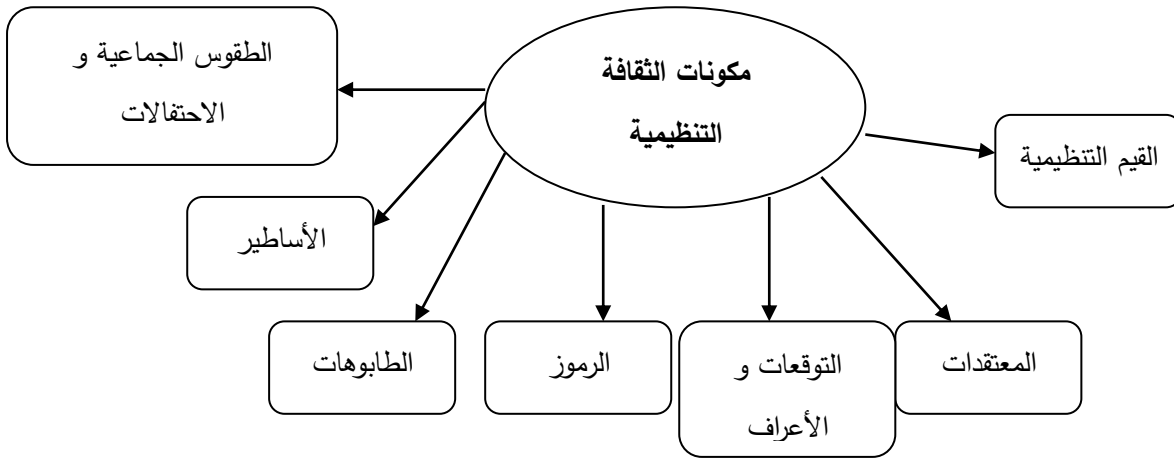 مكونات الثقافة
التنظيمية
القيم التنظيمية
المعتقدات
التوقعات و
الأعراف
الرموز
الطابوهات
الأساطير
الطقوس الجماعية و
الاحتفالات